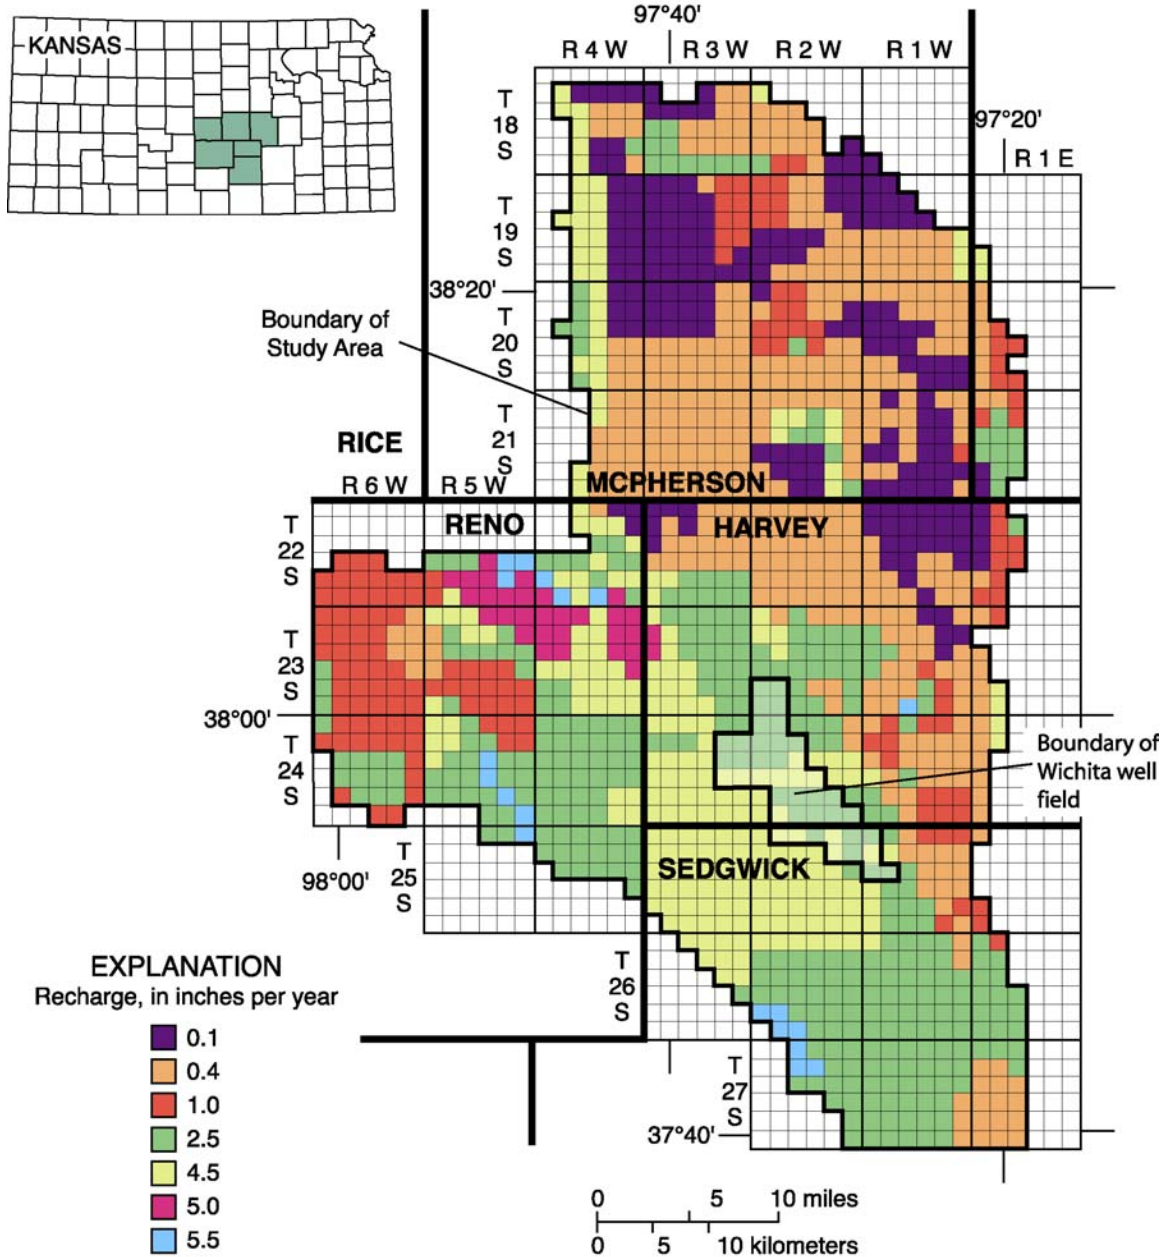 KANSAS
97°40'
R 4 W
R 3 W
R 2 W
R 1 W
T
18
S
97°20'
R 1 E
T
19
S
38°20'
Boundary of
Study Area
T
20
S
T
21
S
RICE
R 6 W
R 5 W
MCPHERSON
T
22
S
RENO
HARVEY
T
23
S
38°00'
T
24
S
Boundary of
Wichita well
field
98°00'
T
25
S
SEDGWICK
T
26
S
T
27
S
37°40'
EXPLANATION
Recharge, in inches per year
0.1
0.4
1.0
2.5
4.5
5.0
5.5
0 5 10 miles
0 5 10 kilometers